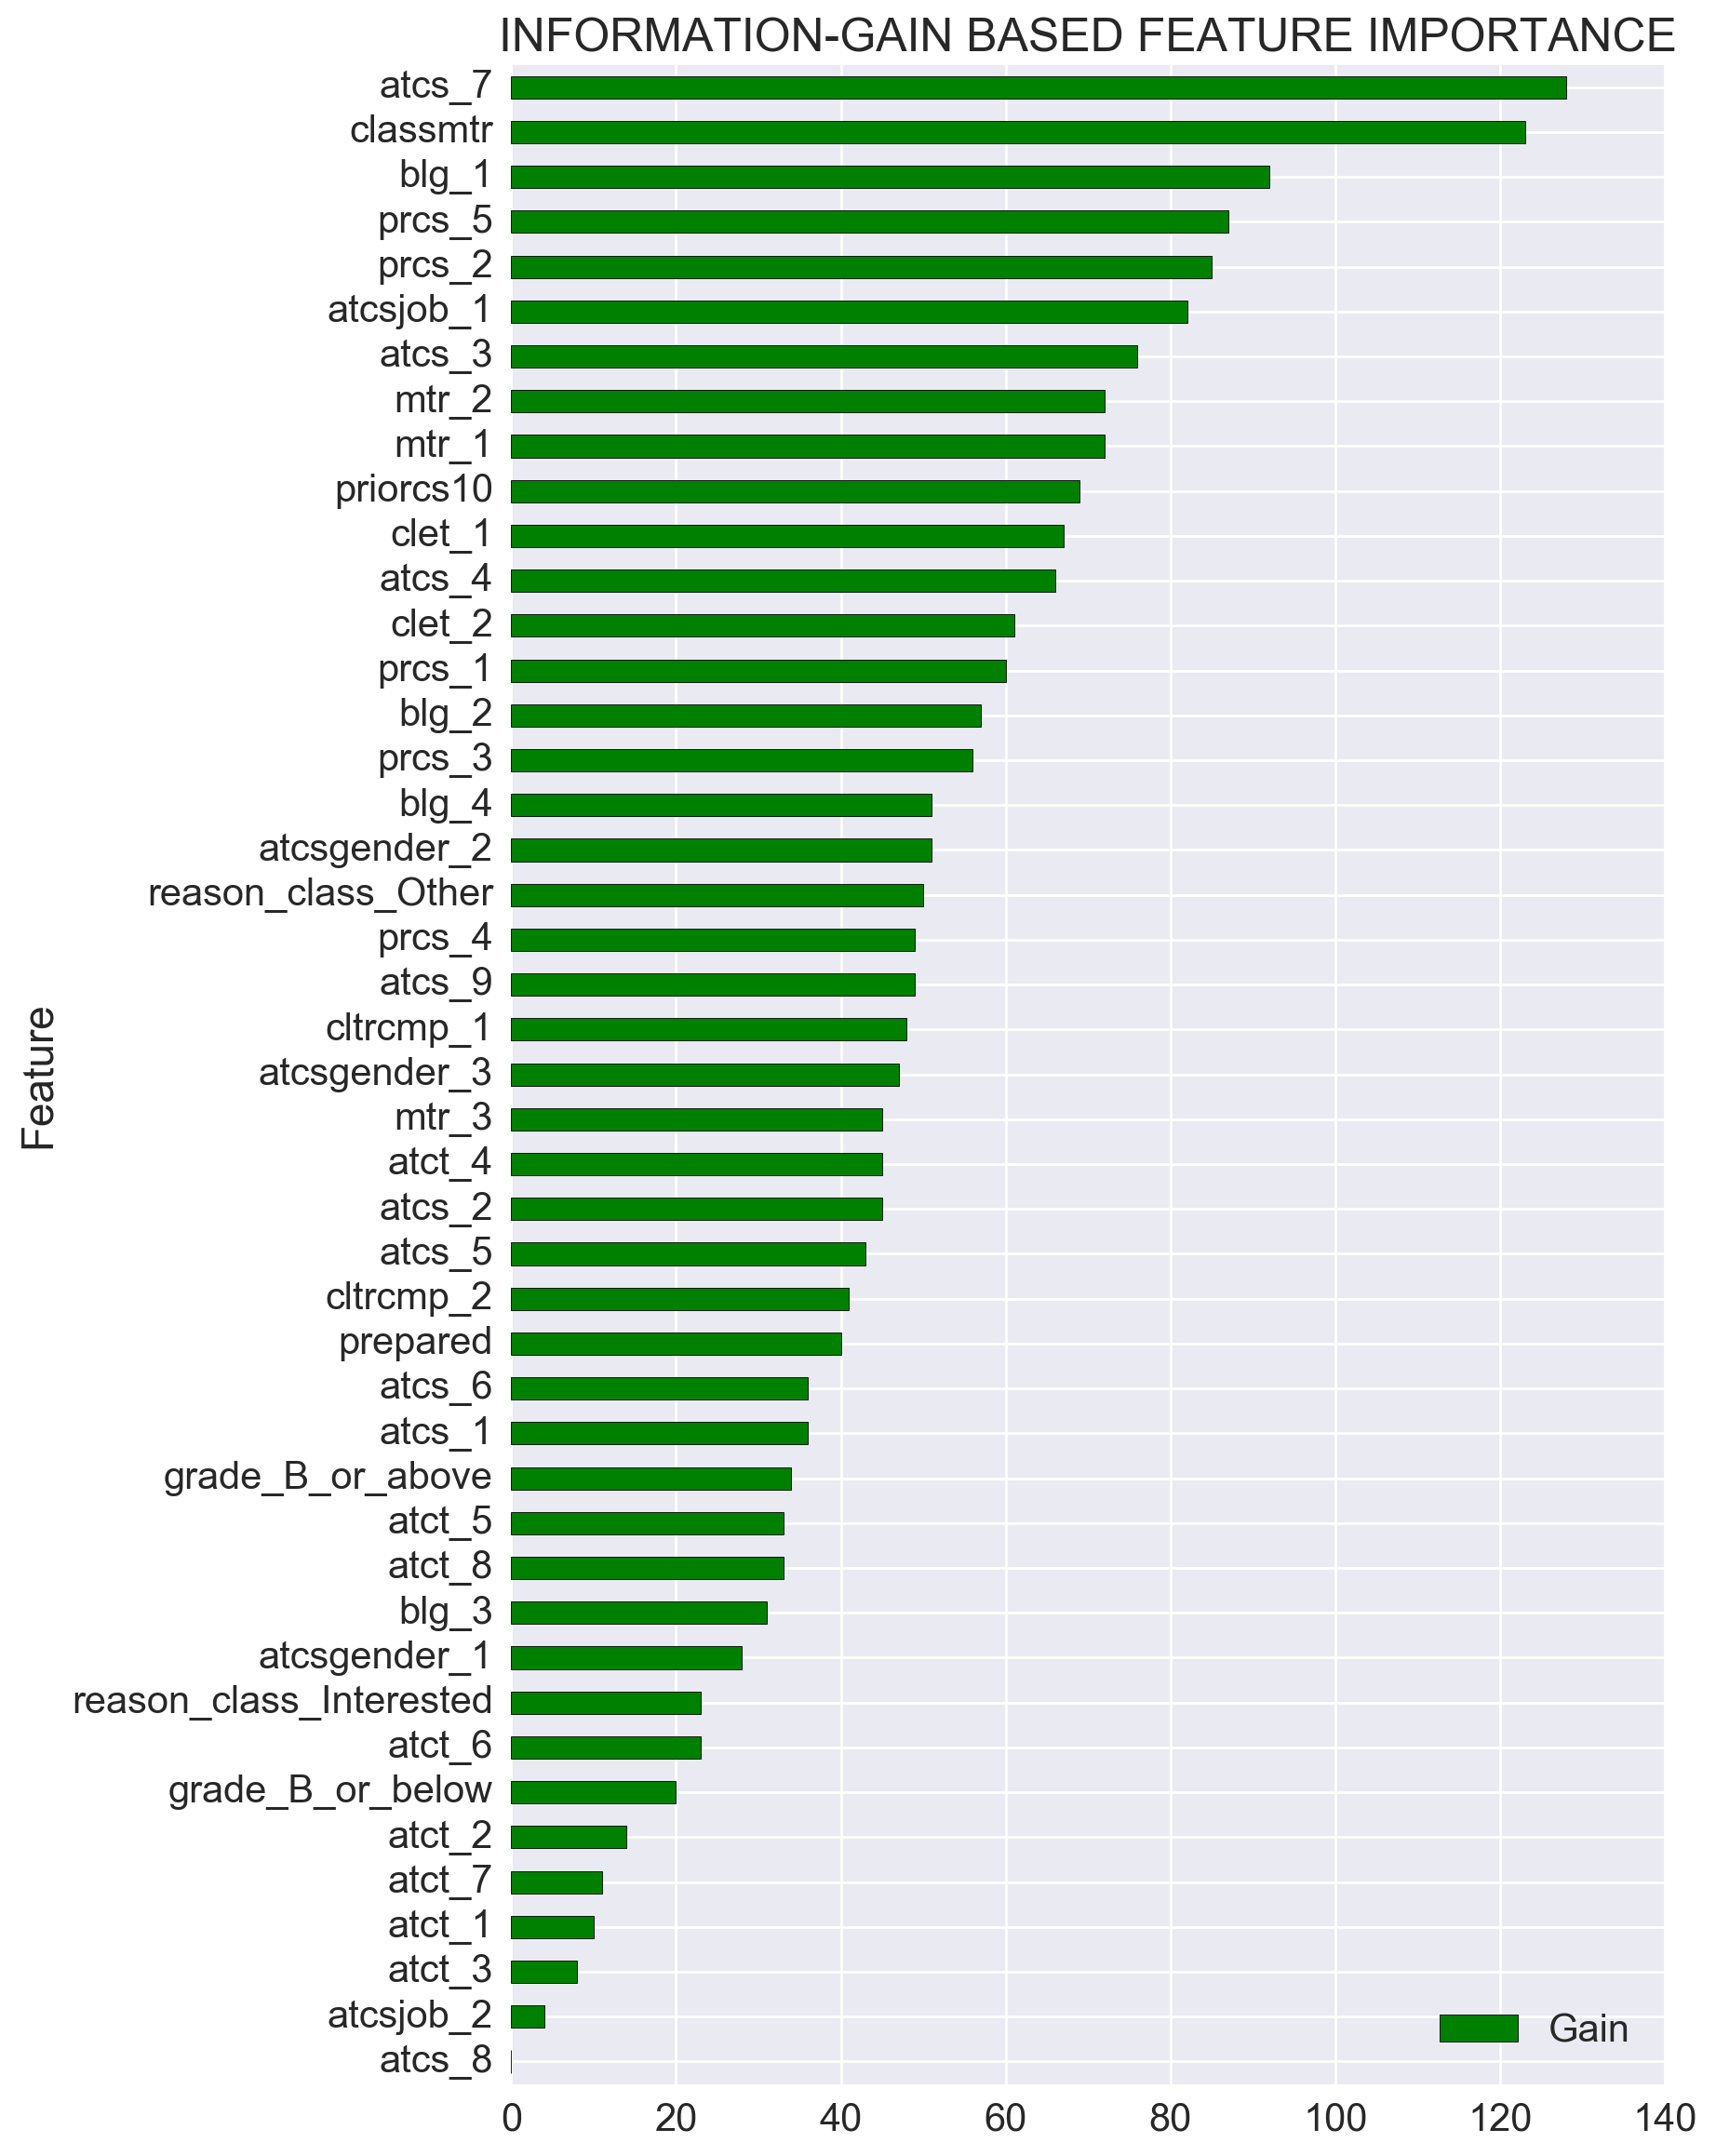 INFORMATION-GAIN BASED FEATURE IMPORTANCE
atcs_7
classmtr
blg_1
prcs_5
prcs_2
atcsjob_1
atcs_3
mtr_2
mtr_1
priorcs10
clet_1
atcs_4
clet_2
prcs_1
blg_2
prcs_3
blg_4
atcsgender_2
reason_class_Other
prcs_4
atcs_9
cltrcmp_1
atcsgender_3
mtr_3
atct_4
atcs_2
atcs_5
cltrcmp_2
prepared
atcs_6
atcs_1
grade_B_or_above
atct_5
atct_8
blg_3
atcsgender_1
reason_class_Interested
atct_6
grade_B_or_below
atct_2
atct_7
atct_1
atct_3
atcsjob_2
atcs_8
Feature
Gain
0 20 40 60 80 100 120 140